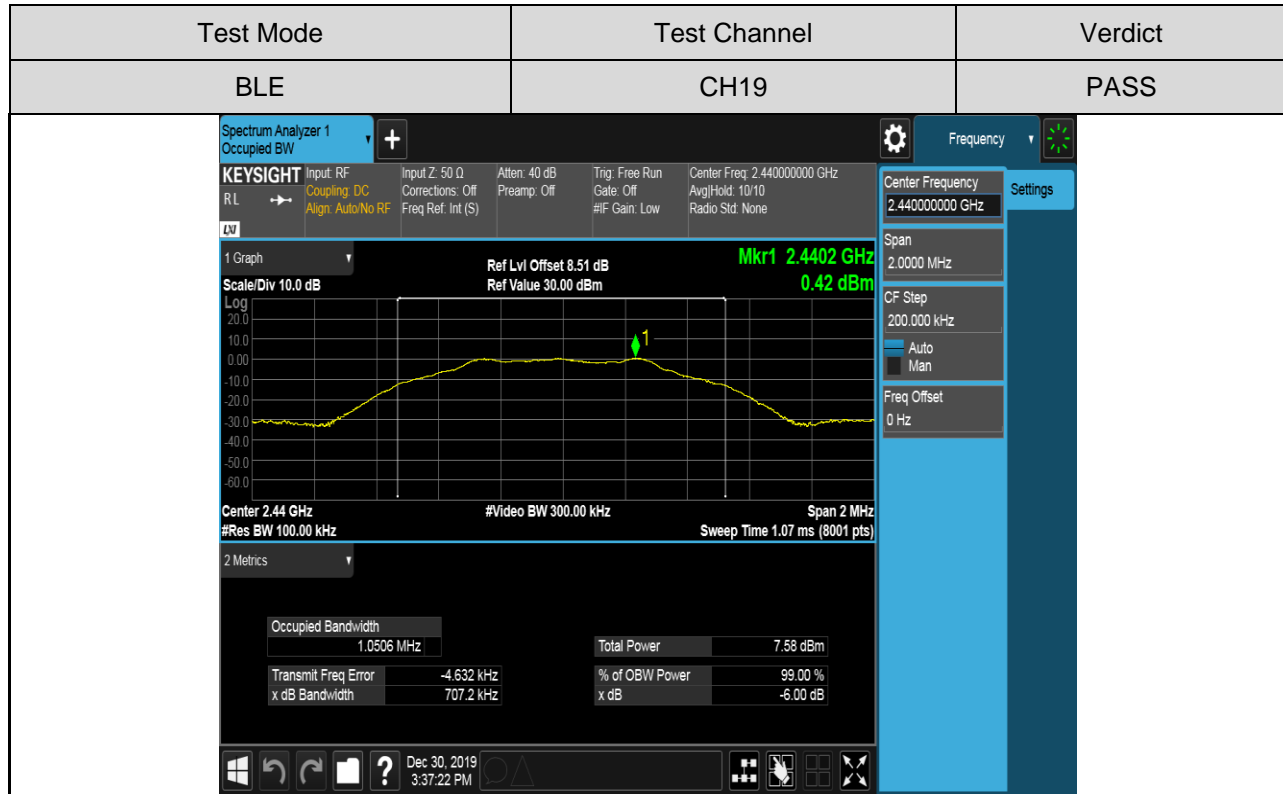 Test Mode Test Channel Verdict
BLE CH19 PASS
Spectrum Analyzer 1
Occupied BW
+
Frequency
KEYSIGHT Input: RF Input Z: 50 Ω Atten: 40 dB Trig: Free Run Center Freq: 2.440000000 GHz
RL Coupling: DC Corrections: Off Preamp: Off Gate: Off Avg|Hold: 10/10
Align: Auto/No RF Freq Ref: Int (S) #IF Gain: Low Radio Std: None
LXI
Center Frequency
2.440000000 GHz
Settings
Span
2.0000 MHz
CF Step
200.000 kHz
Auto
Man
Freq Offset
0 Hz
1 Graph Ref Lvl Offset 8.51 dB Mkr1 2.4402 GHz
Scale/Div 10.0 dB Ref Value 30.00 dBm 0.42 dBm
Log
20.0
10.0
1
0.00
-10.0
-20.0
-30.0
-40.0
-50.0
-60.0
Center 2.44 GHz #Video BW 300.00 kHz Span 2 MHz
#Res BW 100.00 kHz Sweep Time 1.07 ms (8001 pts)
2 Metrics
Occupied Bandwidth
1.0506 MHz Total Power 7.58 dBm
Transmit Freq Error -4.632 kHz % of OBW Power 99.00 %
x dB Bandwidth 707.2 kHz x dB -6.00 dB
? Dec 30, 2019
3:37:22 PM